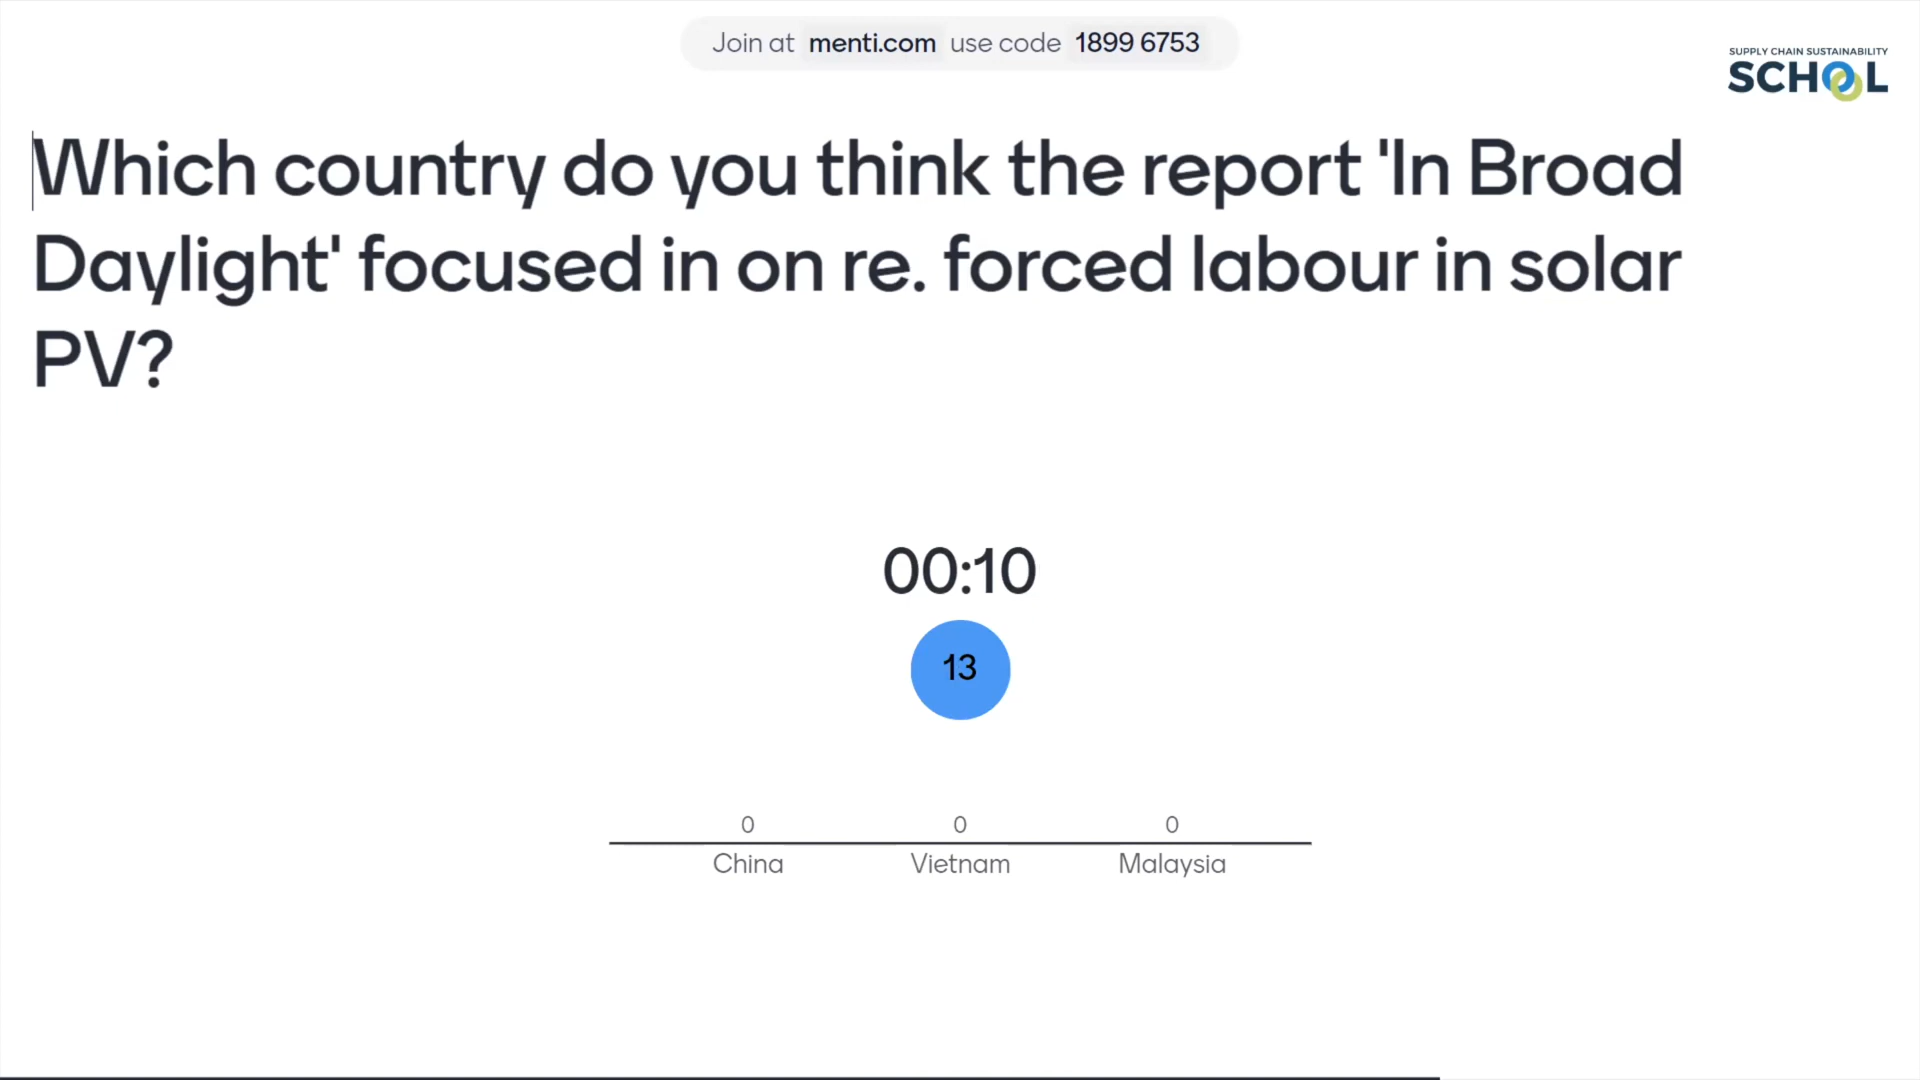 Join at menti.com use code 1899 6753
SUPPLY CHAIN SUSTAINABILITY
SCHOOL
Which country do you think the report 'In Broad
Daylight' focused in on re. forced labour in solar
PV?
00:10
13
0 0 0
China Vietnam Malaysia